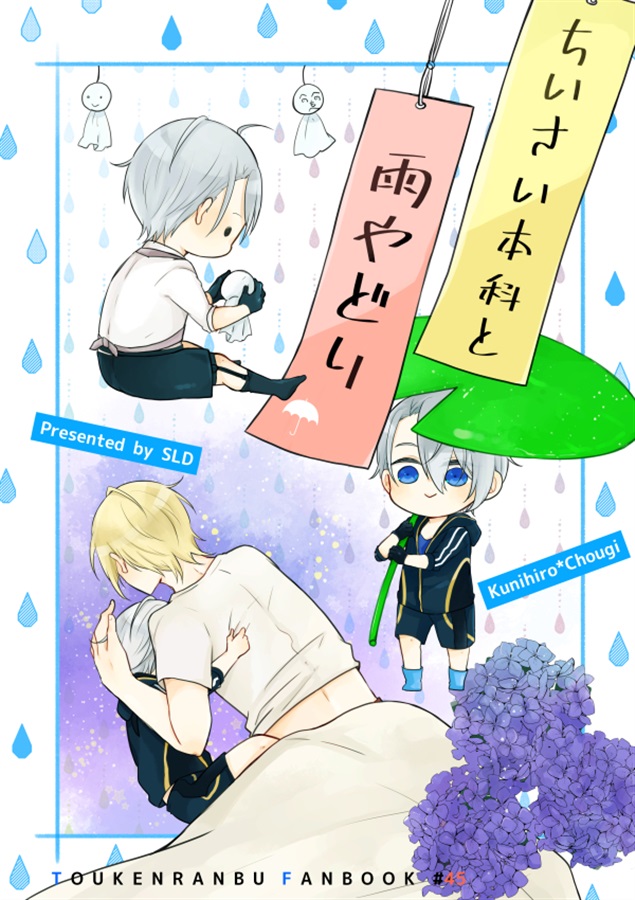 ちいさい本科と
雨やどり
Presented by SLD
Kunihiro*Chougi
TOUKENRANBU FANBOOK #45